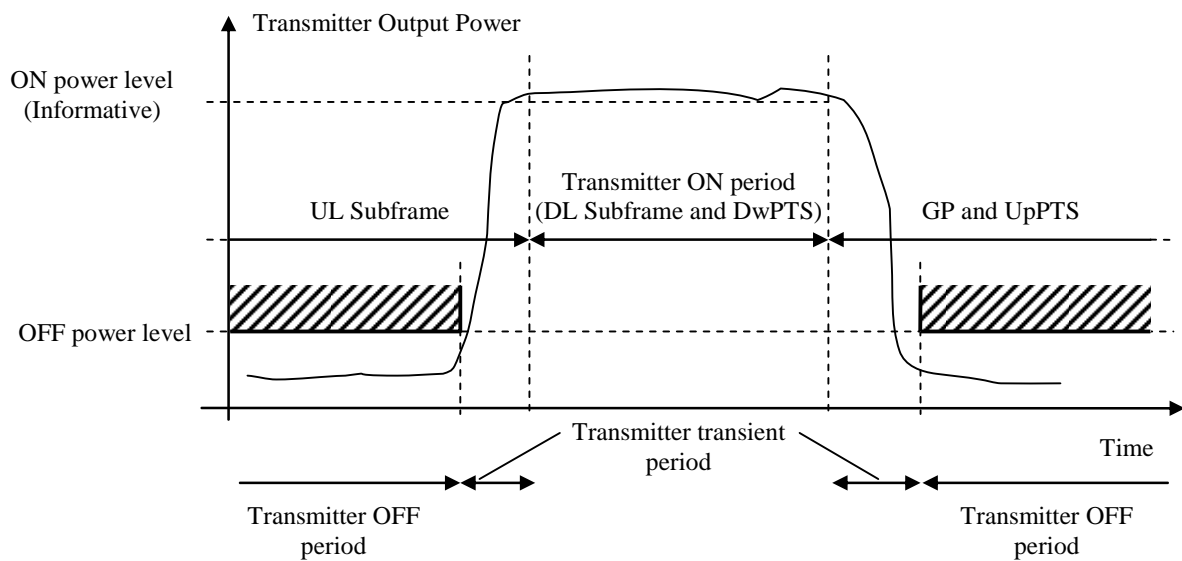 Transmitter Output Power
ON power level
(Informative)
UL Subframe
Transmitter ON period
(DL Subframe and DwPTS)
GP and UpPTS
OFF power level
Transmitter transient
period
Time
Transmitter OFF
period
Transmitter OFF
period